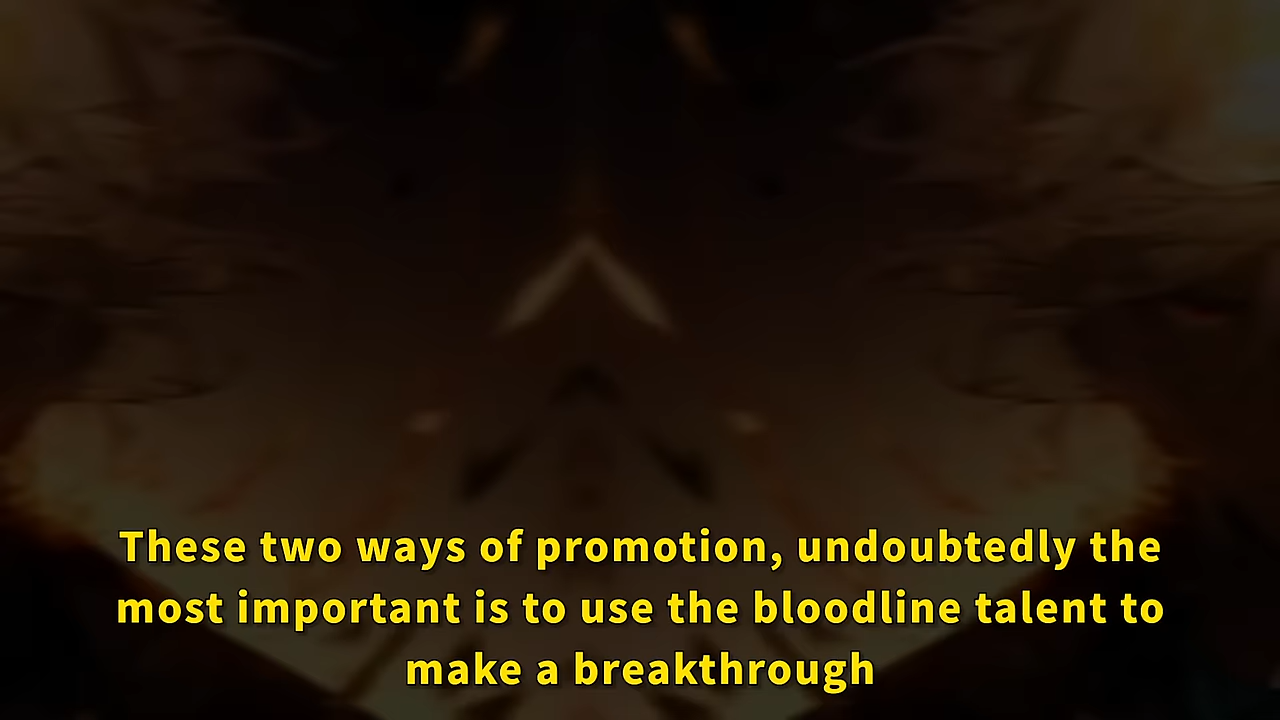 These two ways of promotion, undoubtedly the
most important is to use the bloodline talent to
make a breakthrough